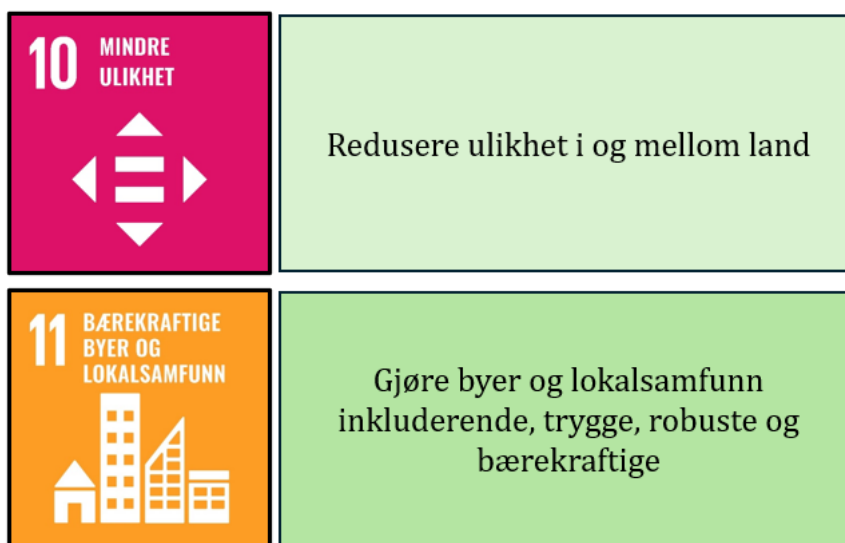 10 MINDRE
ULIKHET
Redusere ulikhet i og mellom land
11 BÆREKRAFTIGE
BYER OG
LOKALSAMFUNN
Gjøre byer og lokalsamfunn
inkluderende, trygge, robuste og
bærekraftige